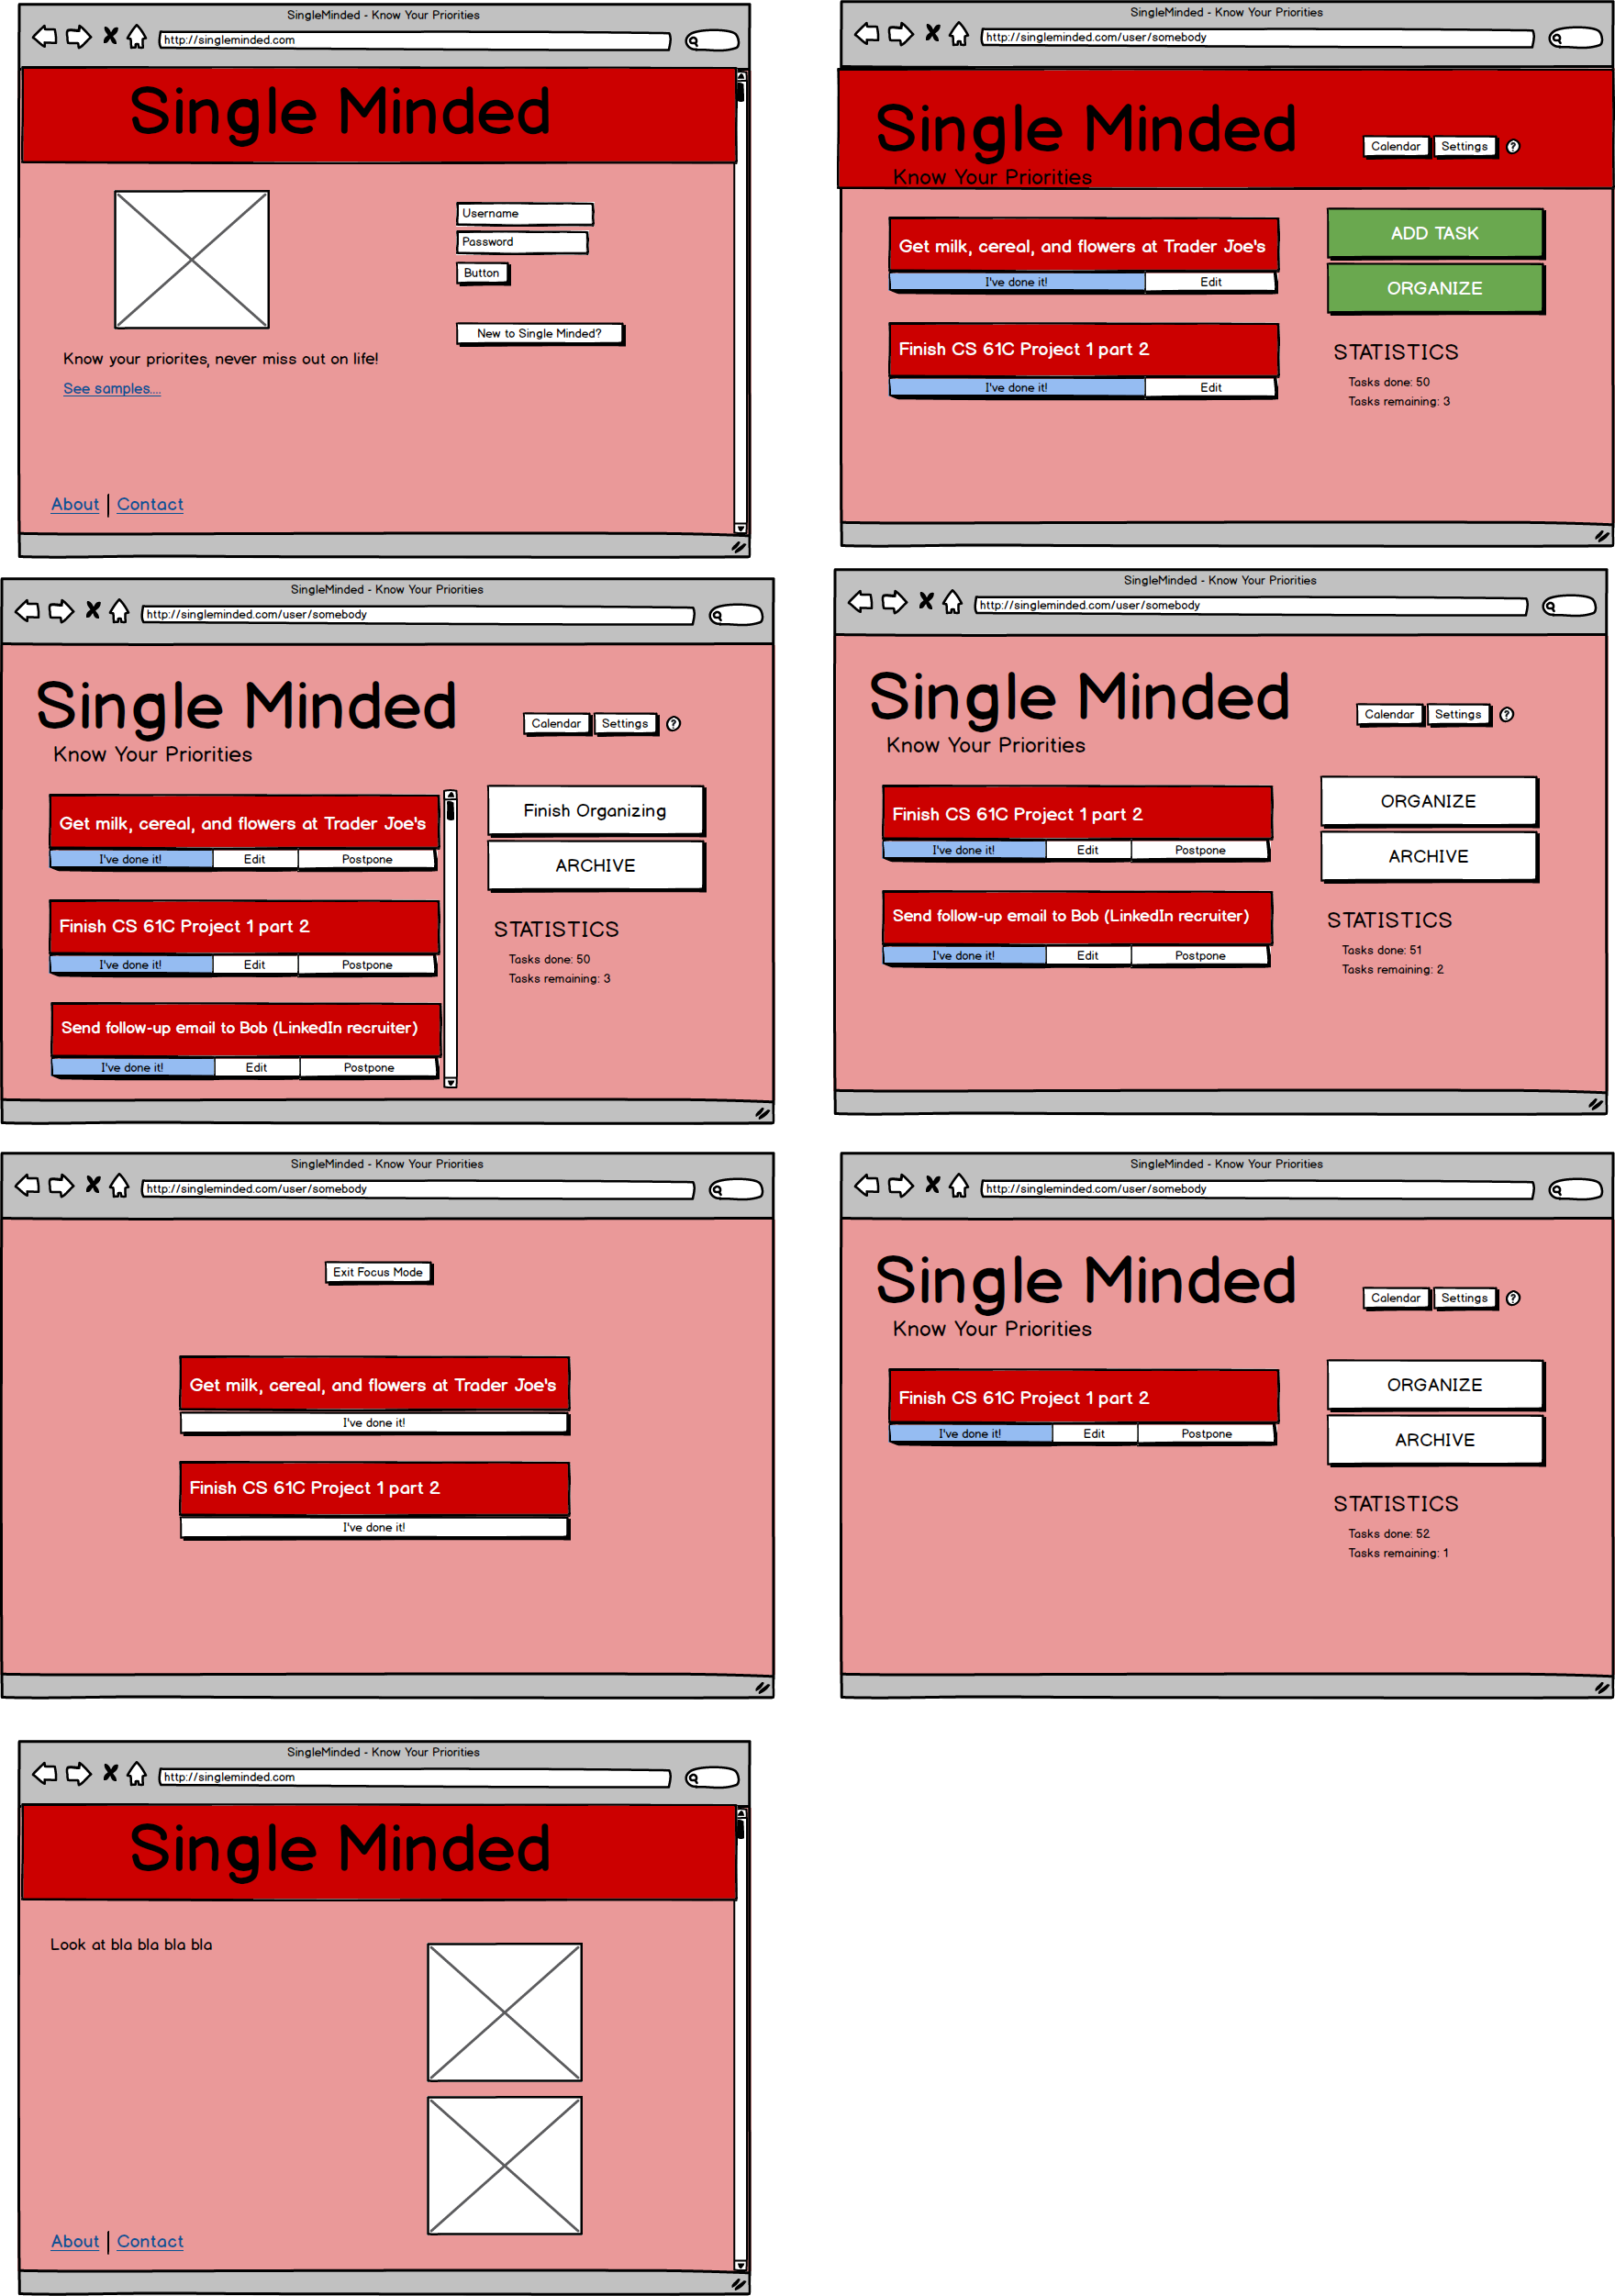 SingleMinded - Know Your Priorities
http://singleminded.com
Single Minded
Username
Password
Button
New to Single Minded?
Know your priorites, never miss out on life!
See samples....
About | Contact
SingleMinded - Know Your Priorities
http://singleminded.com/user/somebody
Single Minded
Calendar Settings ?
Know Your Priorities
Get milk, cereal, and flowers at Trader Joe's
I've done it! Edit
Finish CS 61C Project 1 part 2
I've done it! Edit
ADD TASK
ORGANIZE
STATISTICS
Tasks done: 50
Tasks remaining: 3
SingleMinded - Know Your Priorities
http://singleminded.com/user/somebody
Single Minded
Calendar Settings ?
Know Your Priorities
Get milk, cereal, and flowers at Trader Joe's
I've done it! Edit Postpone
Finish CS 61C Project 1 part 2
I've done it! Edit Postpone
Send follow-up email to Bob (LinkedIn recruiter)
I've done it! Edit Postpone
Finish Organizing
ARCHIVE
STATISTICS
Tasks done: 50
Tasks remaining: 3
SingleMinded - Know Your Priorities
http://singleminded.com/user/somebody
Single Minded
Calendar Settings ?
Know Your Priorities
Finish CS 61C Project 1 part 2
I've done it! Edit Postpone
Send follow-up email to Bob (LinkedIn recruiter)
I've done it! Edit Postpone
ORGANIZE
ARCHIVE
STATISTICS
Tasks done: 51
Tasks remaining: 2
SingleMinded - Know Your Priorities
http://singleminded.com/user/somebody
Exit Focus Mode
Get milk, cereal, and flowers at Trader Joe's
I've done it!
Finish CS 61C Project 1 part 2
I've done it!
SingleMinded - Know Your Priorities
http://singleminded.com/user/somebody
Single Minded
Calendar Settings ?
Know Your Priorities
Finish CS 61C Project 1 part 2
I've done it! Edit Postpone
ORGANIZE
ARCHIVE
STATISTICS
Tasks done: 52
Tasks remaining: 1
SingleMinded - Know Your Priorities
http://singleminded.com
Single Minded
Look at bla bla bla bla
About | Contact